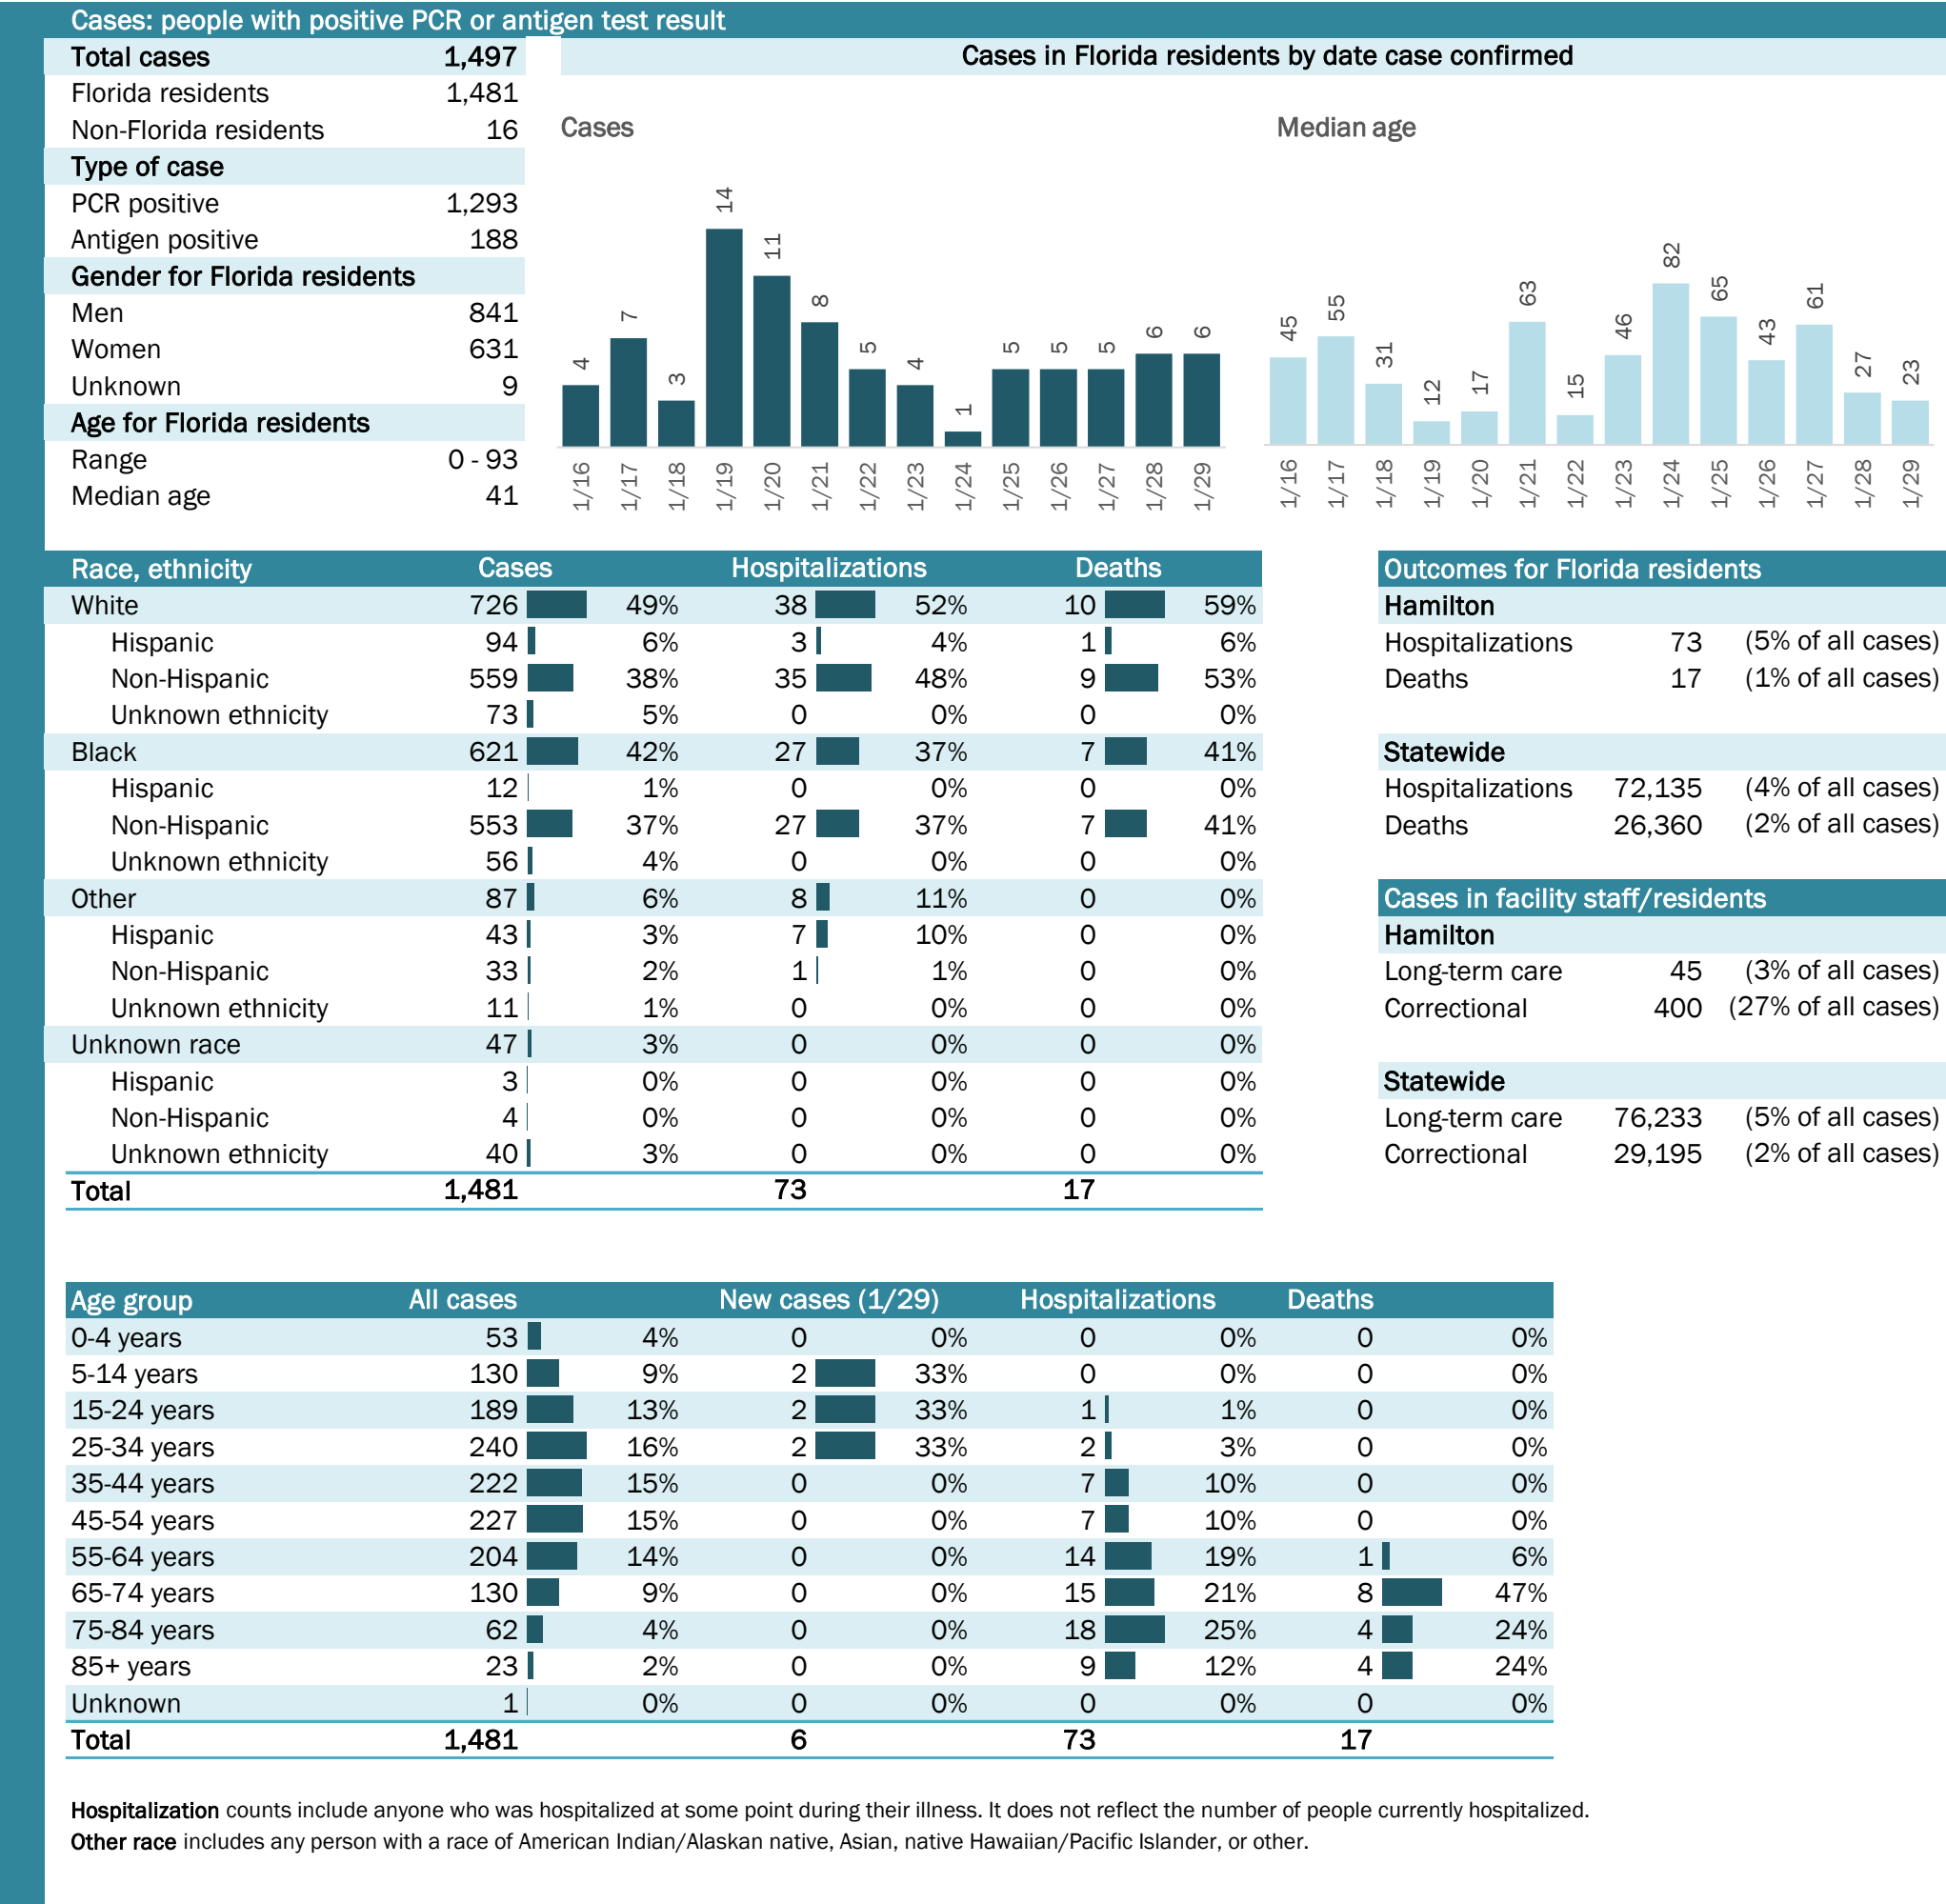 Cases: people with positive PCR or antigen test result
Total cases 1,497
Florida residents 1,481
Non-Florida residents 16
Type of case
PCR positive 1,293
Antigen positive 188
Gender for Florida residents
Men 841
Women 631
Unknown 9
Age for Florida residents
Range 0 - 93
Median age 41
Cases in Florida residents by date case confirmed
Cases
4 7 3 14 11 8 5 4 1 5 5 5 6 6
1/16 1/17 1/18 1/19 1/20 1/21 1/22 1/23 1/24 1/25 1/26 1/27 1/28 1/29
Median age
45 55 31 12 17 63 15 46 82 65 43 61 27 23
1/16 1/17 1/18 1/19 1/20 1/21 1/22 1/23 1/24 1/25 1/26 1/27 1/28 1/29
Race, ethnicity Cases Hospitalizations Deaths
White 726 49% 38 52% 10 59%
Hispanic 94 6% 3 4% 1 6%
Non-Hispanic 559 38% 35 48% 9 53%
Unknown ethnicity 73 5% 0 0% 0 0%
Black 621 42% 27 37% 7 41%
Hispanic 12 1% 0 0% 0 0%
Non-Hispanic 553 37% 27 37% 7 41%
Unknown ethnicity 56 4% 0 0% 0 0%
Other 87 6% 8 11% 0 0%
Hispanic 43 3% 7 10% 0 0%
Non-Hispanic 33 2% 1 1% 0 0%
Unknown ethnicity 11 1% 0 0% 0 0%
Unknown race 47 3% 0 0% 0 0%
Hispanic 3 0% 0 0% 0 0%
Non-Hispanic 4 0% 0 0% 0 0%
Unknown ethnicity 40 3% 0 0% 0 0%
Total 1,481 73 17
Outcomes for Florida residents
Hamilton
Hospitalizations 73 (5% of all cases)
Deaths 17 (1% of all cases)
Statewide
Hospitalizations 72,135 (4% of all cases)
Deaths 26,360 (2% of all cases)
Cases in facility staff/residents
Hamilton
Long-term care 45 (3% of all cases)
Correctional 400 (27% of all cases)
Statewide
Long-term care 76,233 (5% of all cases)
Correctional 29,195 (2% of all cases)
Age group All cases New cases (1/29) Hospitalizations Deaths
0-4 years 53 4% 0 0% 0 0% 0 0%
5-14 years 130 9% 2 33% 0 0% 0 0%
15-24 years 189 13% 2 33% 1 1% 0 0%
25-34 years 240 16% 2 33% 2 3% 0 0%
35-44 years 222 15% 0 0% 7 10% 0 0%
45-54 years 227 15% 0 0% 7 10% 0 0%
55-64 years 204 14% 0 0% 14 19% 1 6%
65-74 years 130 9% 0 0% 15 21% 8 47%
75-84 years 62 4% 0 0% 18 25% 4 24%
85+ years 23 2% 0 0% 9 12% 4 24%
Unknown 1 0% 0 0% 0 0% 0 0%
Total 1,481 6 73 17
Hospitalization counts include anyone who was hospitalized at some point during their illness. It does not reflect the number of people currently hospitalized.
Other race includes any person with a race of American Indian/Alaskan native, Asian, native Hawaiian/Pacific Islander, or other.